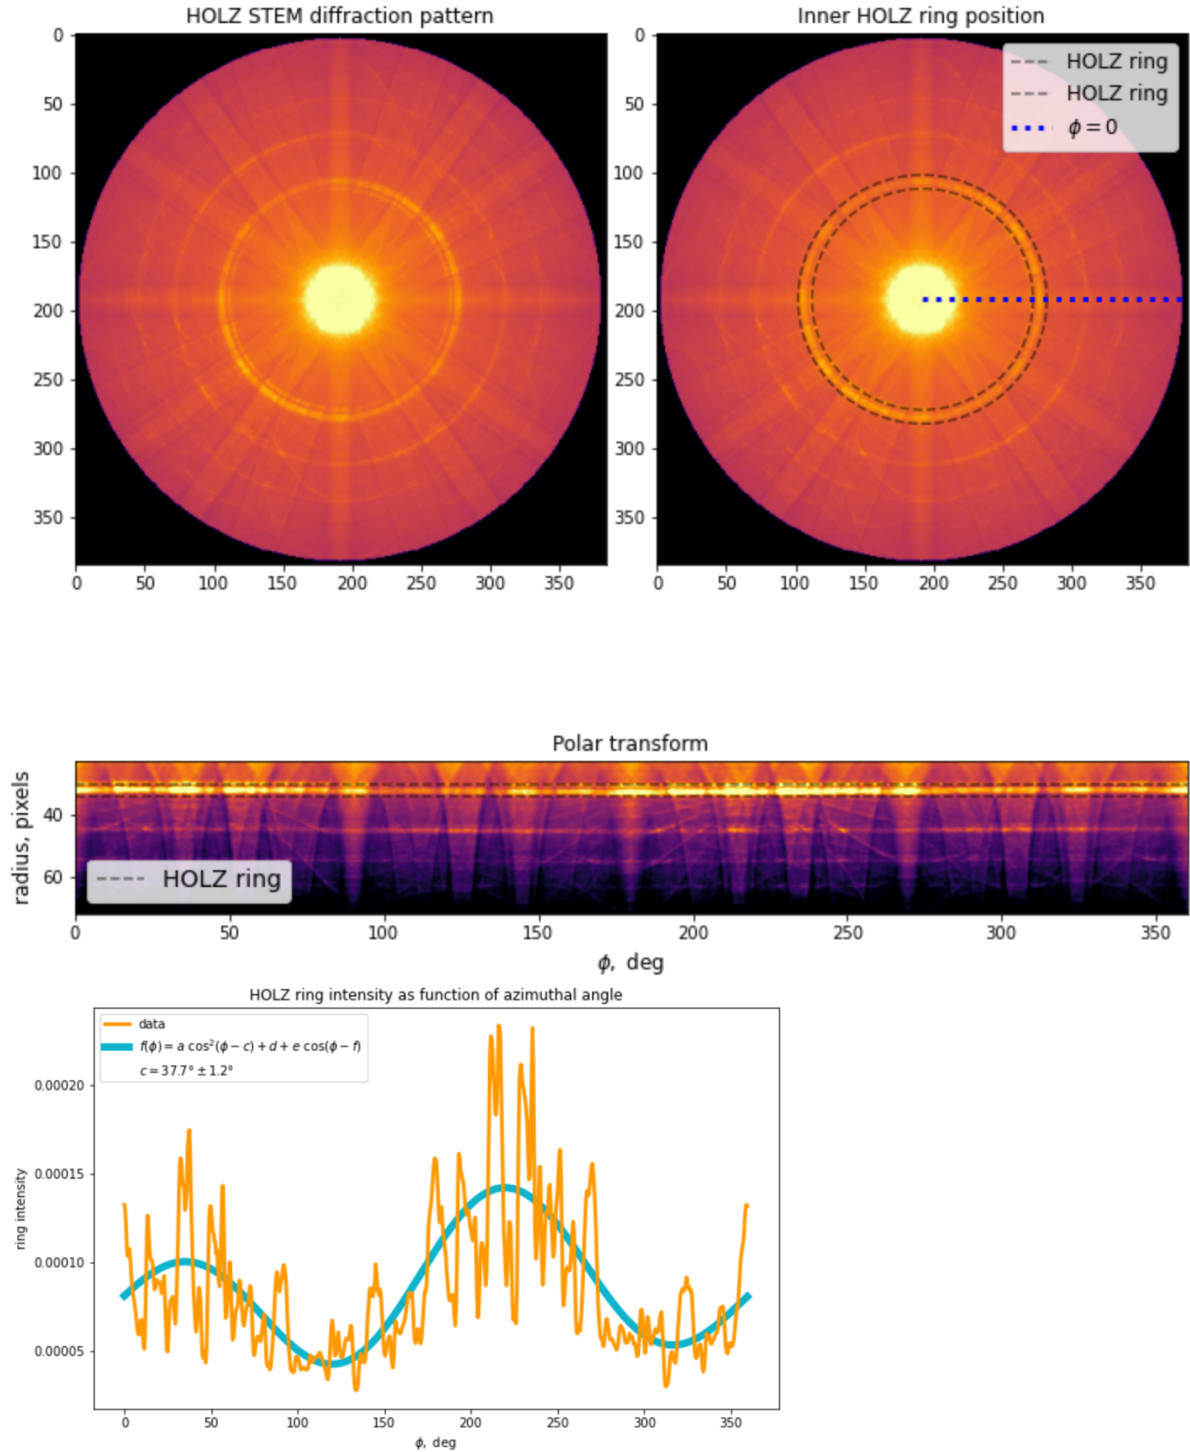 HOLZ STEM diffraction pattern
Inner HOLZ ring position
0
50
100
150
200
250
300
350
0 50 100 150 200 250 300 350
0
50
100
150
200
250
300
350
0 50 100 150 200 250 300 350
HOLZ ring
HOLZ ring
ϕ = 0
Polar transform
radius, pixels
40
60
HOLZ ring
0 50 100 150 200 250 300 350
ϕ, deg
HOLZ ring intensity as function of azimuthal angle
data
f(ϕ) = a cos²(ϕ − c) + d + e cos(ϕ − f)
c = 37.7° ± 1.2°
ring intensity
0.00020
0.00015
0.00010
0.00005
0 50 100 150 200 250 300 350
ϕ, deg